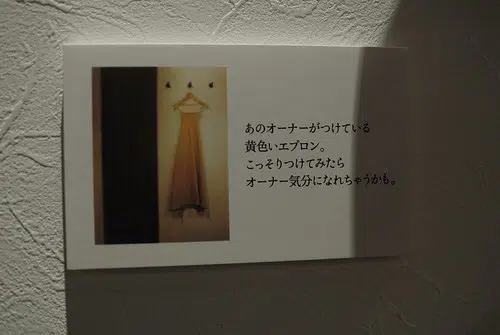 あのオーナーがつけている
黄色いエプロン。
こっそりつけてみたら
オーナー気分になれちゃうかも。